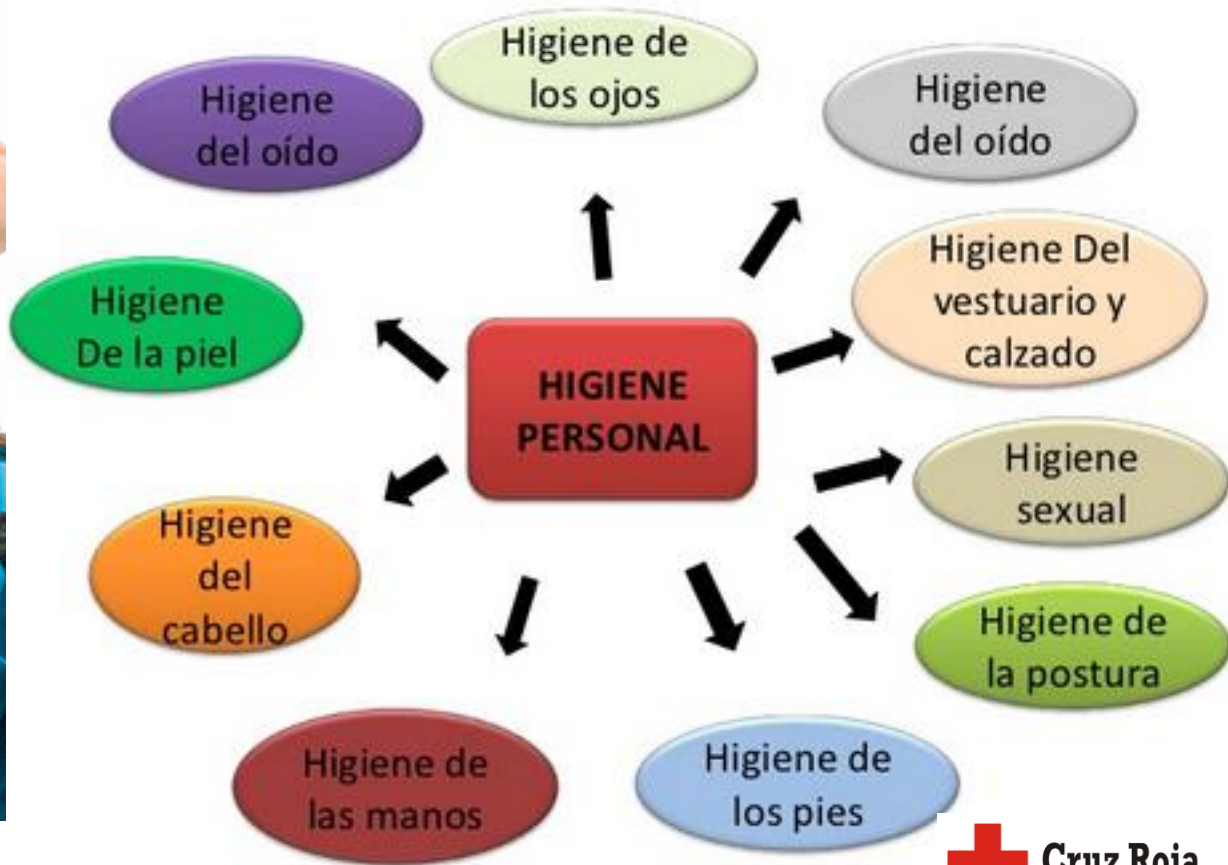 Higiene de
los ojos
Higiene
del oído
Higiene
del oído
Higiene Del
vestuario y
calzado
Higiene
De la piel
HIGIENE
PERSONAL
Higiene
sexual
Higiene
del
cabello
Higiene de
la postura
Higiene de
las manos
Higiene de
los pies
Cruz Roja